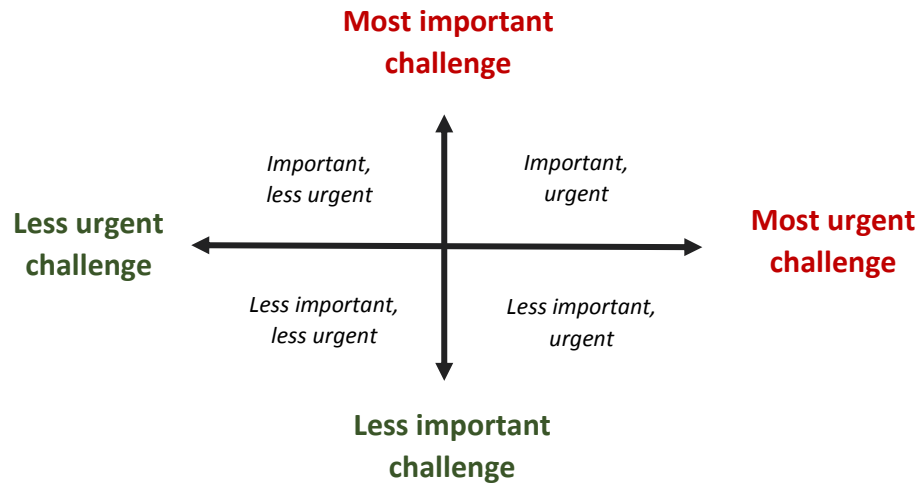 Most important
challenge
Important,
less urgent
Important,
urgent
Less urgent
challenge
Most urgent
challenge
Less important,
less urgent
Less important,
urgent
Less important
challenge